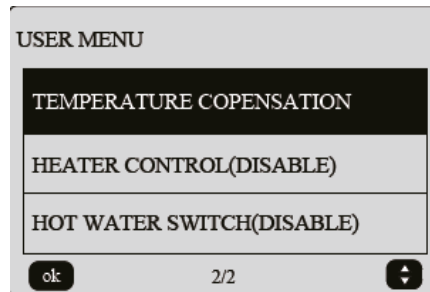 USER MENU
TEMPERATURE COPENSATION
HEATER CONTROL(DISABLE)
HOT WATER SWITCH(DISABLE)
ok 2/2